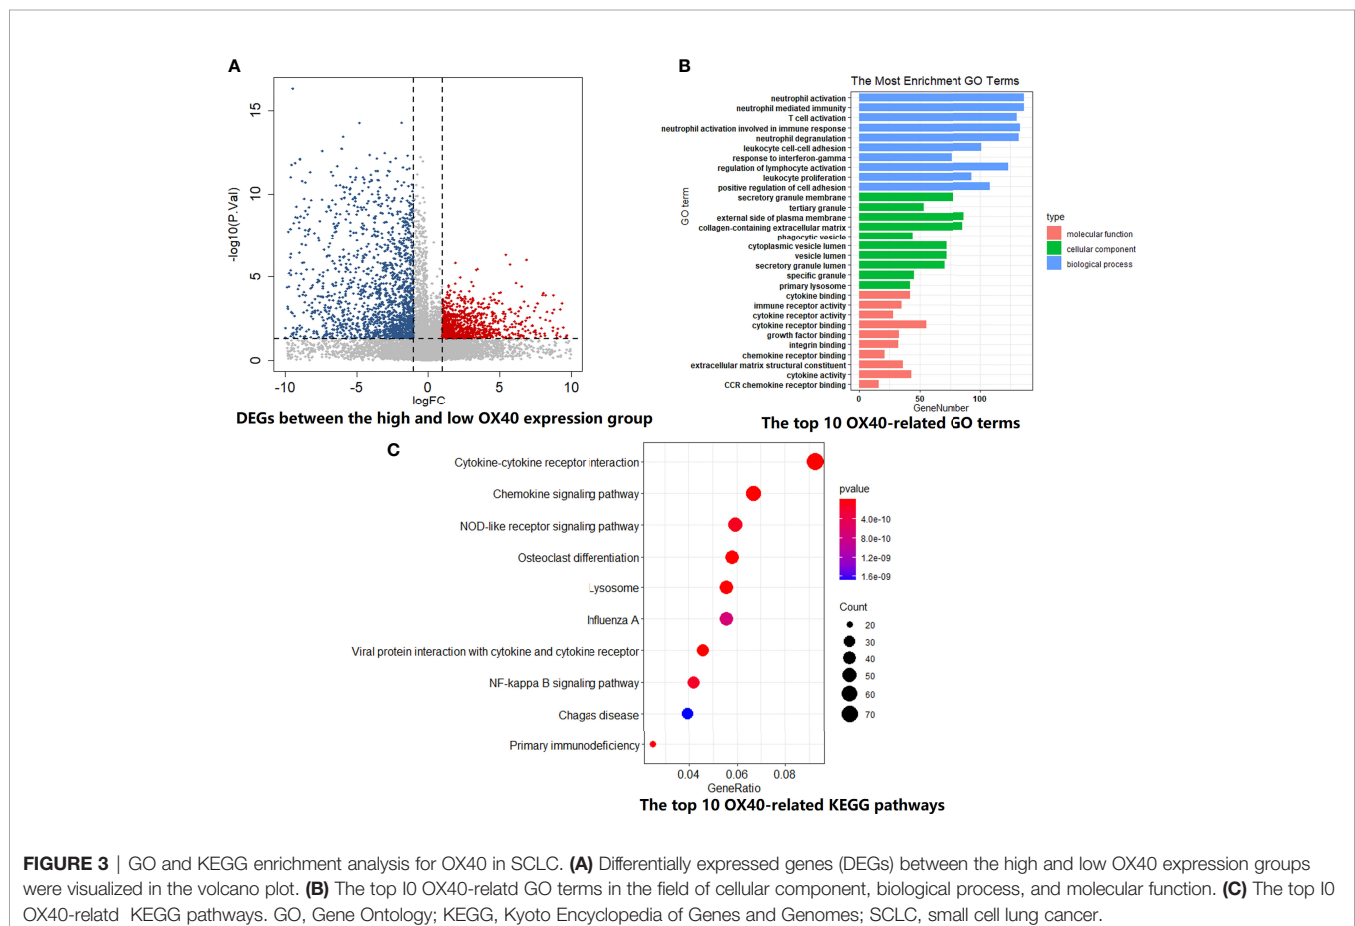 A
15
10
5
0
-log10(P.Val)
-10 -5 0 5 10
logFC
DEGs between the high and low OX40 expression group
B
The Most Enrichment GO Terms
GO term
neutrophil activation
neutrophil mediated immunity
T cell activation
neutrophil activation involved in immune response
neutrophil degranulation
leukocyte cell-cell adhesion
response to interferon-gamma
regulation of lymphocyte activation
leukocyte proliferation
positive regulation of cell adhesion
secretory granule membrane
tertiary granule
external side of plasma membrane
collagen-containing extracellular matrix
phagocytic vesicle
cytoplasmic vesicle lumen
vesicle lumen
secretory granule lumen
specific granule
primary lysosome
cytokine binding
immune receptor activity
cytokine receptor activity
cytokine receptor binding
growth factor binding
integrin binding
chemokine receptor binding
extracellular matrix structural constituent
cytokine activity
CCR chemokine receptor binding
0 50 100
GeneNumber
type
molecular function
cellular component
biological process
The top 10 OX40-related GO terms
C
Cytokine-cytokine receptor interaction
Chemokine signaling pathway
NOD-like receptor signaling pathway
Osteoclast differentiation
Lysosome
Influenza A
Viral protein interaction with cytokine and cytokine receptor
NF-kappa B signaling pathway
Chagas disease
Primary immunodeficiency
0.04 0.06 0.08
GeneRatio
pvalue
4.0e-10
8.0e-10
1.2e-09
1.6e-09
Count
20
30
40
50
60
70
The top 10 OX40-related KEGG pathways
FIGURE 3 | GO and KEGG enrichment analysis for OX40 in SCLC. (A) Differentially expressed genes (DEGs) between the high and low OX40 expression groups
were visualized in the volcano plot. (B) The top l0 OX40-relatd GO terms in the field of cellular component, biological process, and molecular function. (C) The top l0
OX40-relatd KEGG pathways. GO, Gene Ontology; KEGG, Kyoto Encyclopedia of Genes and Genomes; SCLC, small cell lung cancer.